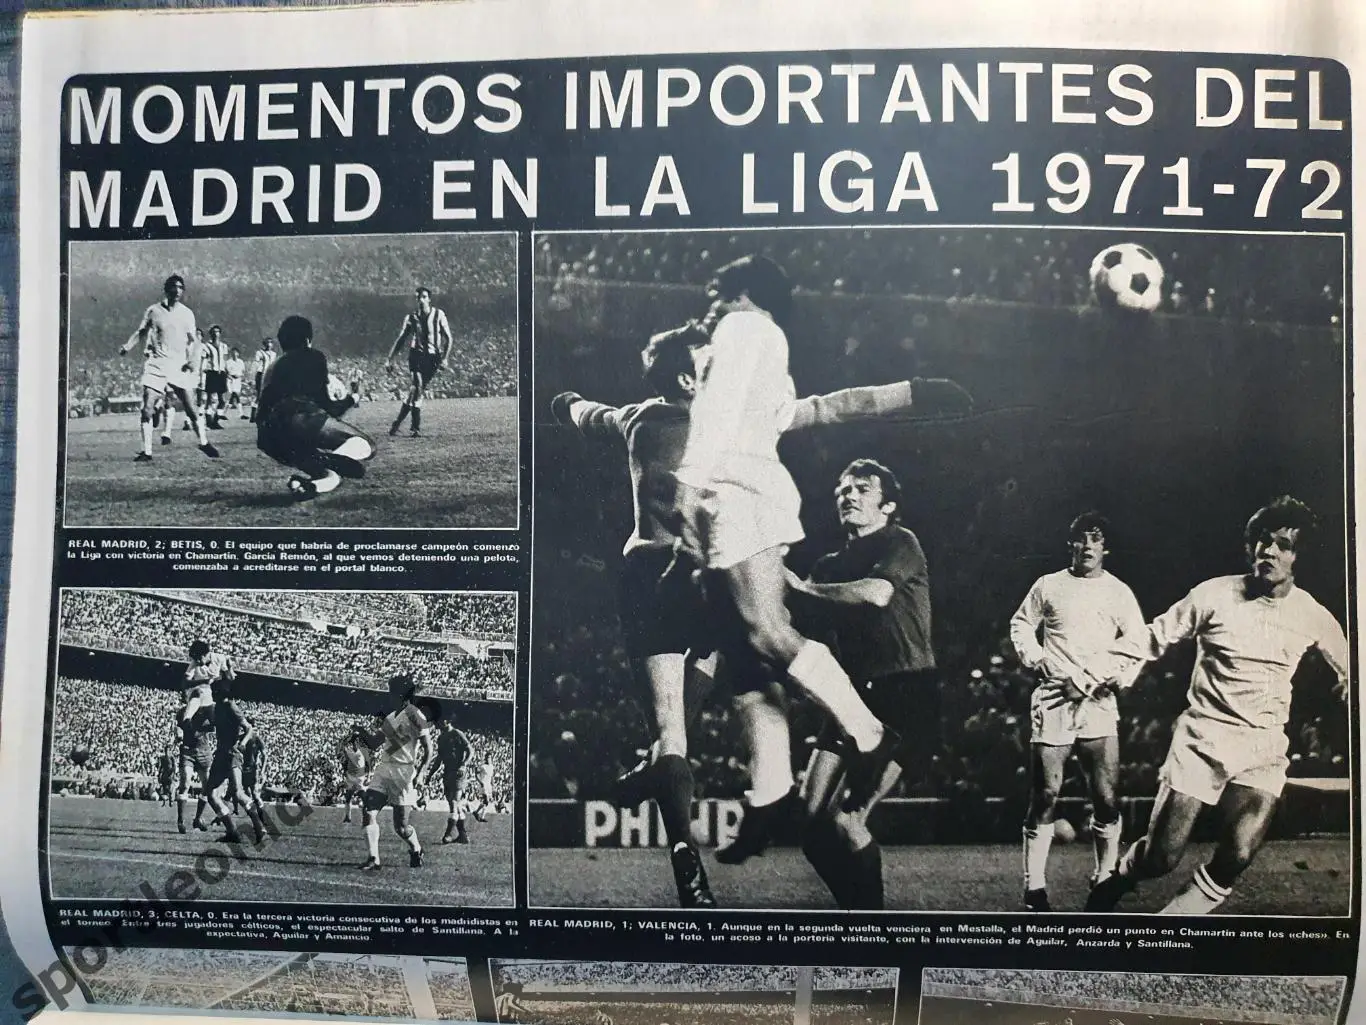 MOMENTOS IMPORTANTES DEL
MADRID EN LA LIGA 1971-72
REAL MADRID, 2; BETIS, 0. El equipo que habría de proclamarse campeón comenzo
la Liga con victoria en Chamartín. García Remón, al que vemos deteniendo una pelota,
comenzaba a acreditarse en el portal blanco.
REAL MADRID, 3; CELTA, 0. Era la tercera victoria consecutiva de los madridistas en
el torneo. Entre tres jugadores célticos, el espectacular salto de Santillana. A la
expectativa, Aguilar y Amancio.
PHILIPS
REAL MADRID, 1; VALENCIA, 1. Aunque en la segunda vuelta venciera en Mestalla, el Madrid perdió un punto en Chamartín ante los «ches». En
la foto, un acoso a la portería visitante, con la intervención de Aguilar, Anzarda y Santillana.